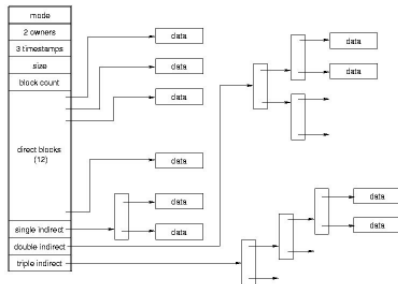 mode
2 owners
3 timestamps
size
block count
direct blocks
(12)
single indirect
double indirect
triple indirect
data
data
data
data
data
data
data
data
data
data